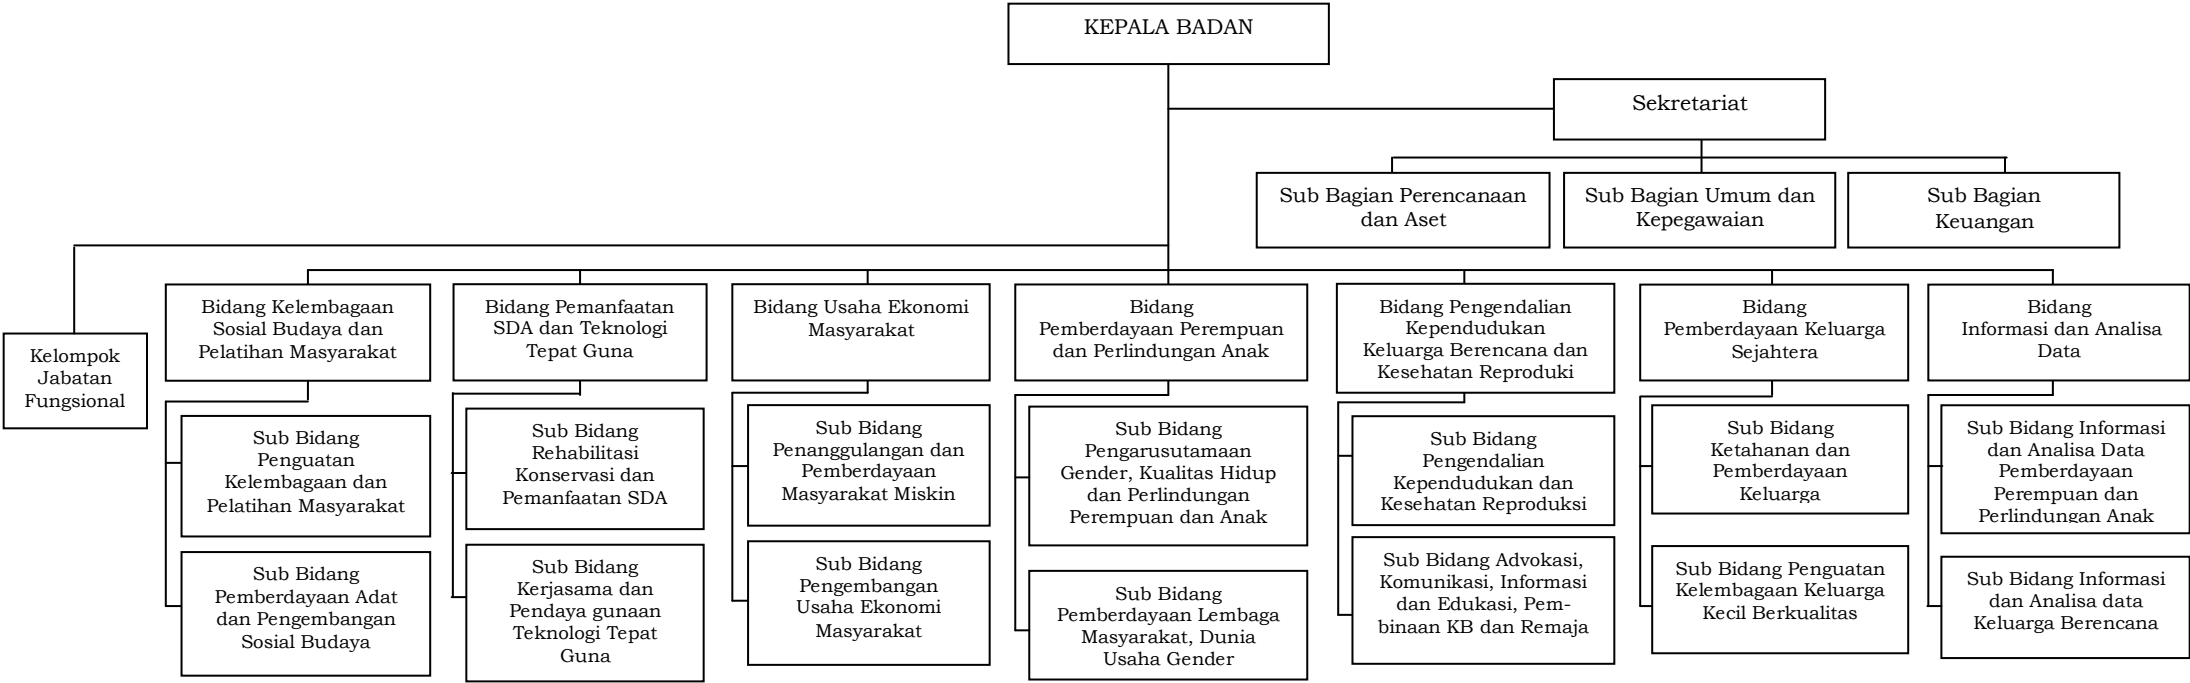 KEPALA BADAN
Sekretariat
Sub Bagian Perencanaan
dan Aset
Sub Bagian Umum dan
Kepegawaian
Sub Bagian
Keuangan
Kelompok
Jabatan
Fungsional
Bidang Kelembagaan
Sosial Budaya dan
Pelatihan Masyarakat
Bidang Pemanfaatan
SDA dan Teknologi
Tepat Guna
Bidang Usaha Ekonomi
Masyarakat
Bidang
Pemberdayaan Perempuan
dan Perlindungan Anak
Bidang Pengendalian
Kependudukan
Keluarga Berencana dan
Kesehatan Reproduki
Bidang
Pemberdayaan Keluarga
Sejahtera
Bidang
Informasi dan Analisa
Data
Sub Bidang
Penguatan
Kelembagaan dan
Pelatihan Masyarakat
Sub Bidang
Rehabilitasi
Konservasi dan
Pemanfaatan SDA
Sub Bidang
Penanggulangan dan
Pemberdayaan
Masyarakat Miskin
Sub Bidang
Pengarusutamaan
Gender, Kualitas Hidup
dan Perlindungan
Perempuan dan Anak
Sub Bidang
Pengendalian
Kependudukan dan
Kesehatan Reproduksi
Sub Bidang
Ketahanan dan
Pemberdayaan
Keluarga
Sub Bidang Informasi
dan Analisa Data
Pemberdayaan
Perempuan dan
Perlindungan Anak
Sub Bidang
Pemberdayaan Adat
dan Pengembangan
Sosial Budaya
Sub Bidang
Kerjasama dan
Pendaya gunaan
Teknologi Tepat
Guna
Sub Bidang
Pengembangan
Usaha Ekonomi
Masyarakat
Sub Bidang
Pemberdayaan Lembaga
Masyarakat, Dunia
Usaha Gender
Sub Bidang Advokasi,
Komunikasi, Informasi
dan Edukasi, Pem-
binaan KB dan Remaja
Sub Bidang Penguatan
Kelembagaan Keluarga
Kecil Berkualitas
Sub Bidang Informasi
dan Analisa data
Keluarga Berencana